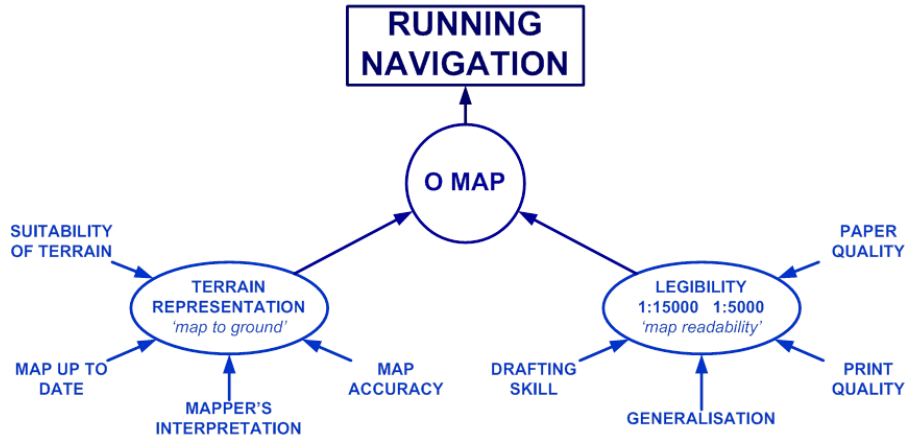 RUNNING
NAVIGATION
O MAP
SUITABILITY
OF TERRAIN
TERRAIN
REPRESENTATION
‘map to ground’
MAP UP TO
DATE
MAPPER’S
INTERPRETATION
MAP
ACCURACY
PAPER
QUALITY
LEGIBILITY
1:15000 1:5000
‘map readability’
DRAFTING
SKILL
GENERALISATION
PRINT
QUALITY